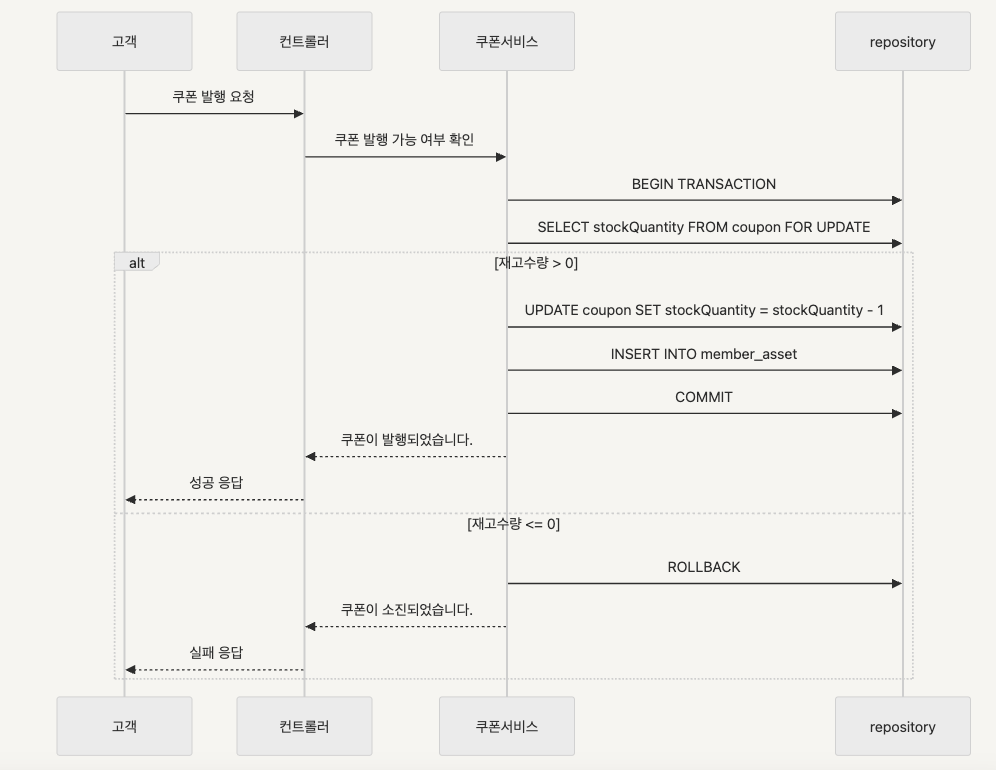 고객
컨트롤러
쿠폰서비스
repository
쿠폰 발행 요청
쿠폰 발행 가능 여부 확인
BEGIN TRANSACTION
SELECT stockQuantity FROM coupon FOR UPDATE
alt
[재고수량 > 0]
UPDATE coupon SET stockQuantity = stockQuantity - 1
INSERT INTO member_asset
COMMIT
쿠폰이 발행되었습니다.
성공 응답
[재고수량 <= 0]
ROLLBACK
쿠폰이 소진되었습니다.
실패 응답
고객
컨트롤러
쿠폰서비스
repository